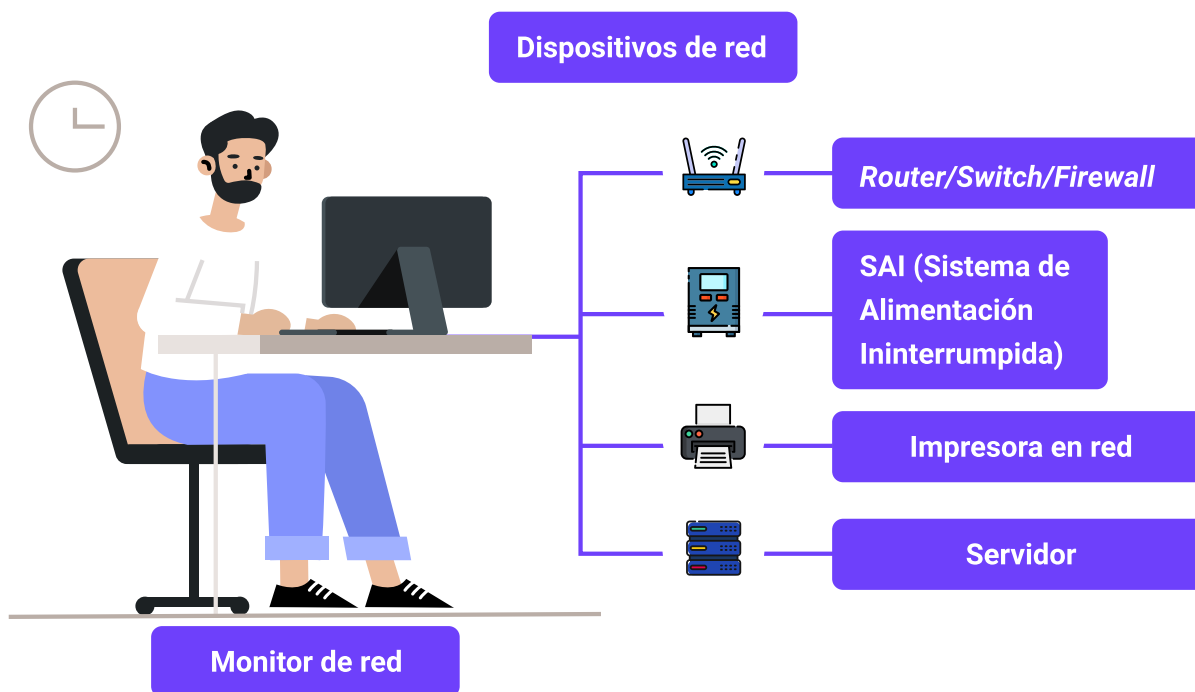 Dispositivos de red
Router/Switch/Firewall
SAI (Sistema de
Alimentación
Ininterrumpida)
Impresora en red
Servidor
Monitor de red